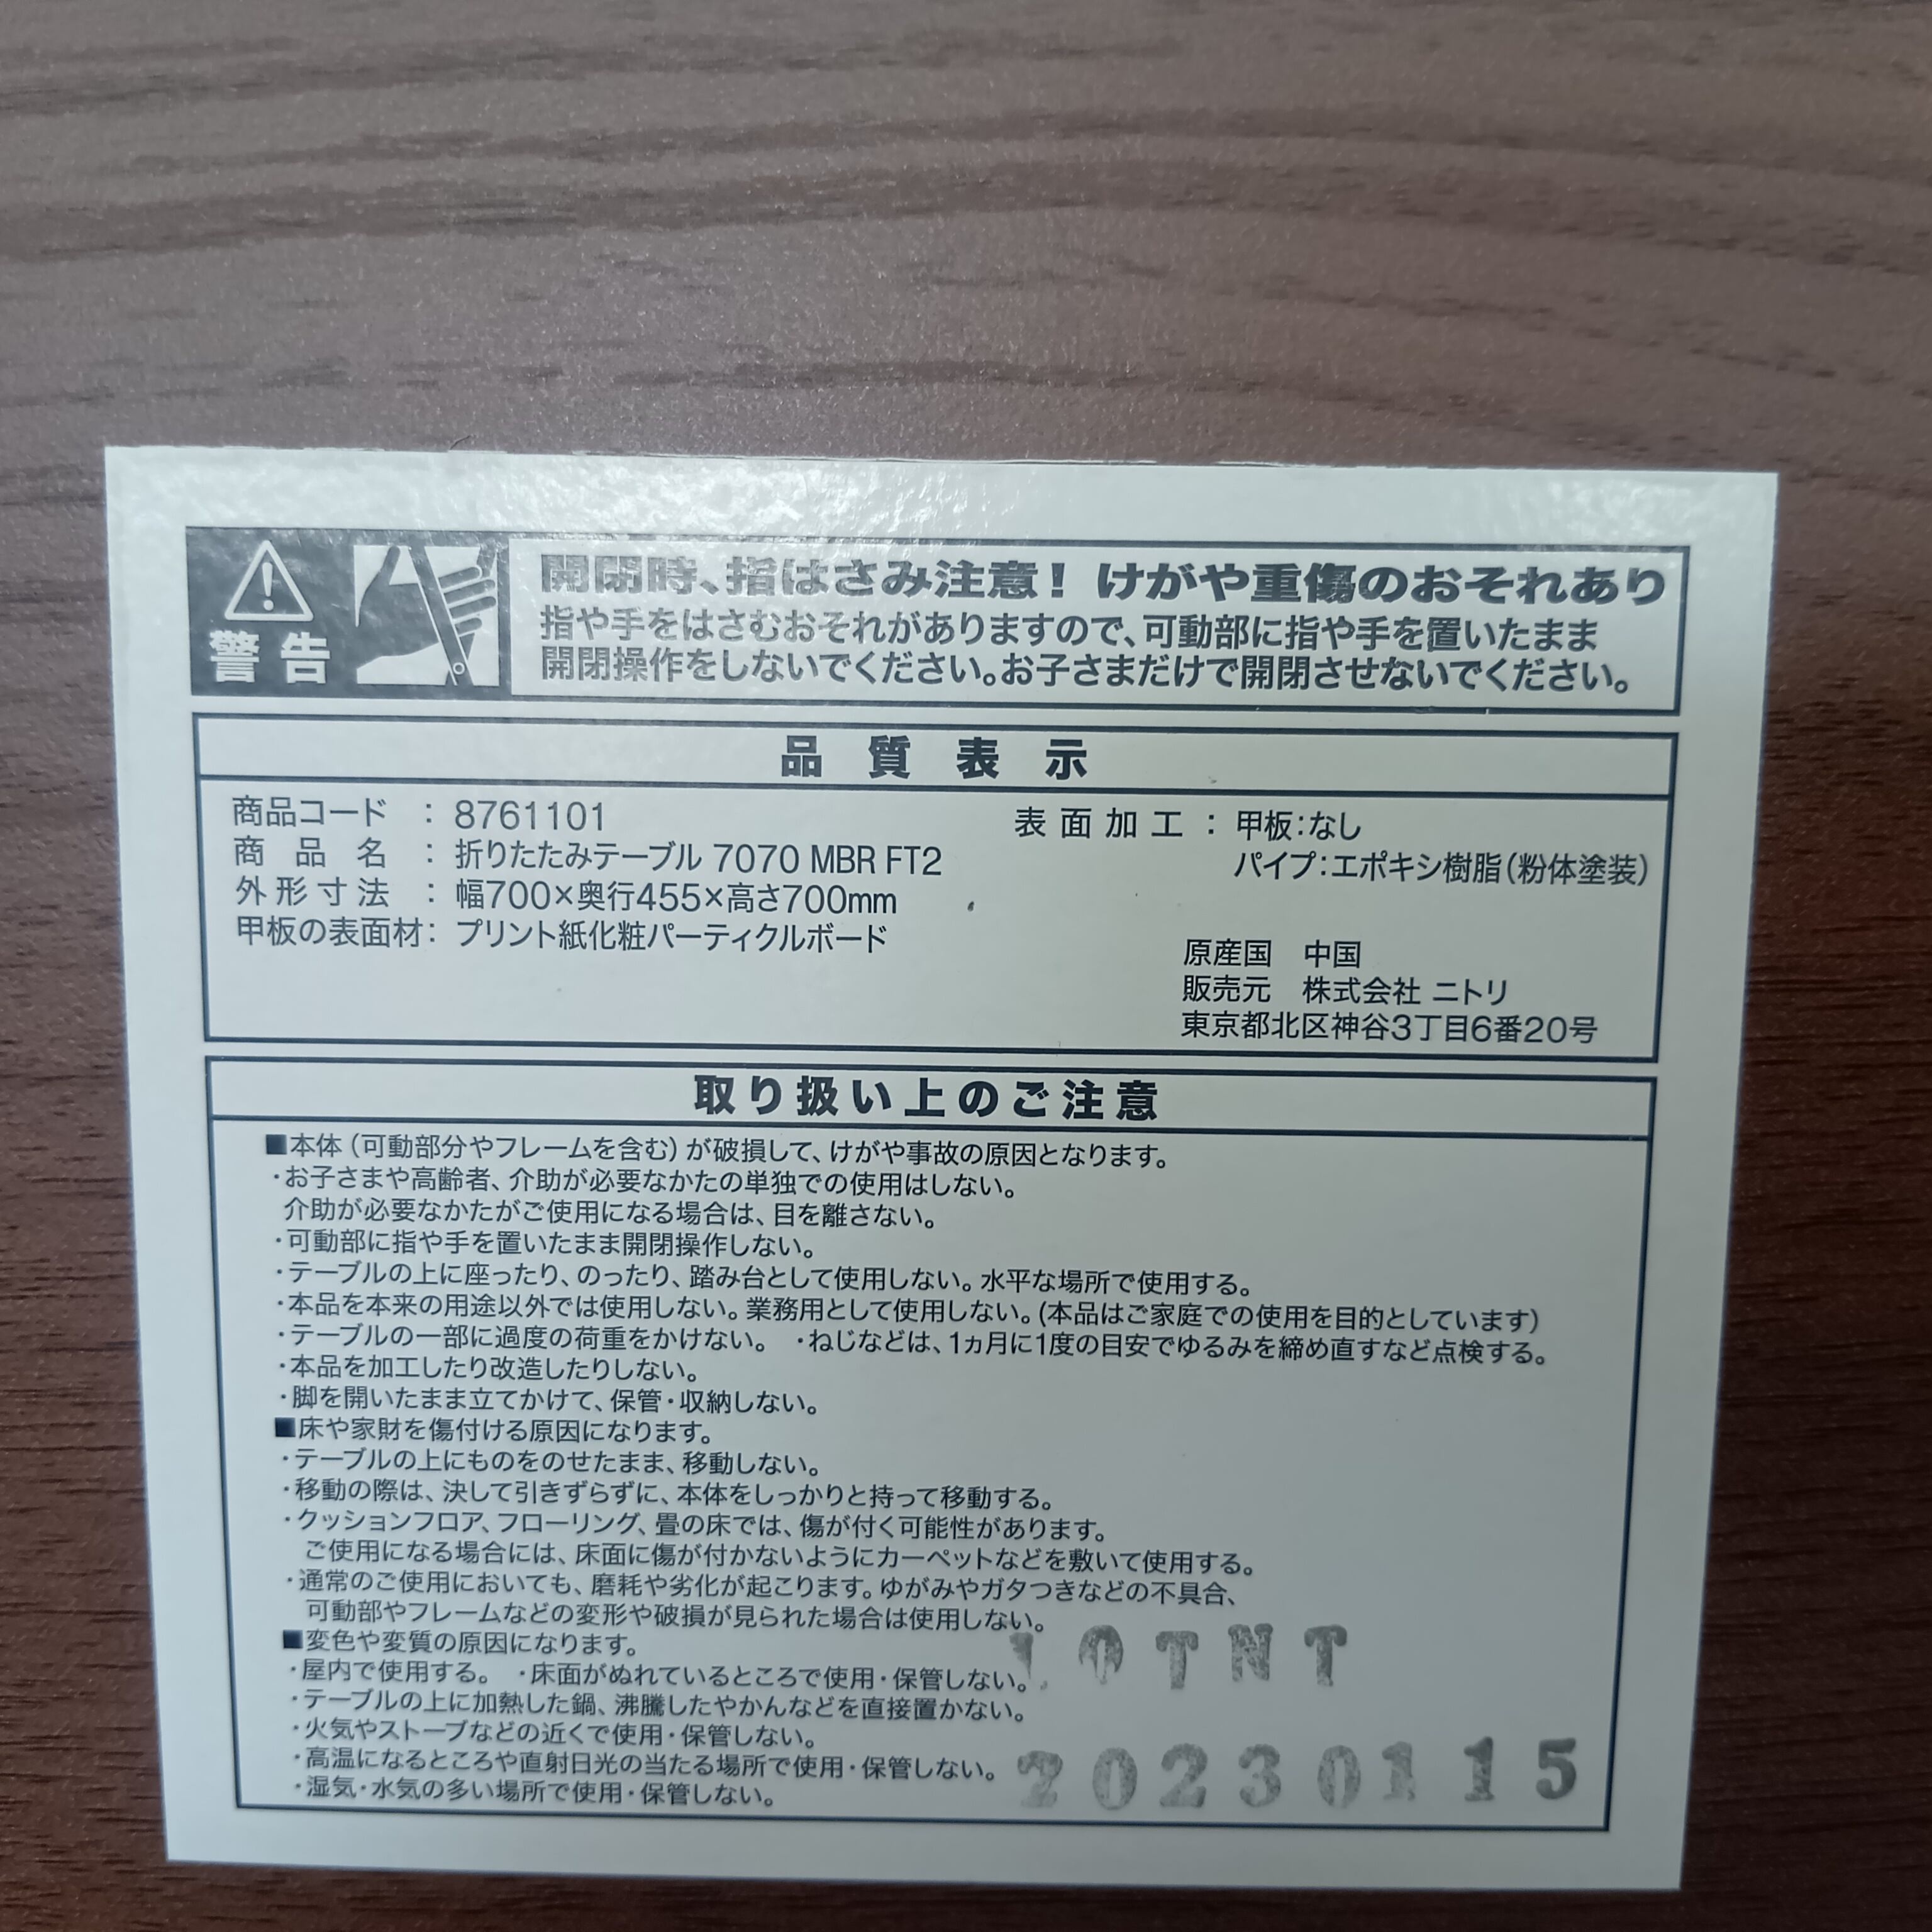 警告
開閉時、指はさみ注意！ けがや重傷のおそれあり
指や手をはさむおそれがありますので、可動部に指や手を置いたまま
開閉操作をしないでください。お子さまだけで開閉させないでください。
品質表示
商品コード ： 8761101
商品名 ： 折りたたみテーブル 7070 MBR FT2
外形寸法 ： 幅700×奥行455×高さ700mm
甲板の表面材： プリント紙化粧パーティクルボード
表面加工 ： 甲板：なし
パイプ：エポキシ樹脂（粉体塗装）
原産国 中国
販売元 株式会社 ニトリ
東京都北区神谷3丁目6番20号
取り扱い上のご注意
■本体（可動部分やフレームを含む）が破損して、けがや事故の原因となります。
・お子さまや高齢者、介助が必要なかたの単独での使用はしない。
介助が必要なかたがご使用になる場合は、目を離さない。
・可動部に指や手を置いたまま開閉操作しない。
・テーブルの上に座ったり、のったり、踏み台として使用しない。水平な場所で使用する。
・本品を本来の用途以外では使用しない。業務用として使用しない。（本品はご家庭での使用を目的としています）
・テーブルの一部に過度の荷重をかけない。 ・ねじなどは、1ヵ月に1度の目安でゆるみを締め直すなど点検する。
・本品を加工したり改造したりしない。
・脚を開いたまま立てかけて、保管・収納しない。
■床や家財を傷付ける原因になります。
・テーブルの上にものをのせたまま、移動しない。
・移動の際は、決して引きずらずに、本体をしっかりと持って移動する。
・クッションフロア、フローリング、畳の床では、傷が付く可能性があります。
ご使用になる場合には、床面に傷が付かないようにカーペットなどを敷いて使用する。
・通常のご使用においても、磨耗や劣化が起こります。ゆがみやガタつきなどの不具合、
可動部やフレームなどの変形や破損が見られた場合は使用しない。
■変色や変質の原因になります。
・屋内で使用する。 ・床面がぬれているところで使用・保管しない。
・テーブルの上に加熱した鍋、沸騰したやかんなどを直接置かない。
・火気やストーブなどの近くで使用・保管しない。
・高温になるところや直射日光の当たる場所で使用・保管しない。
・湿気・水気の多い場所で使用・保管しない。
10TNT
20230115